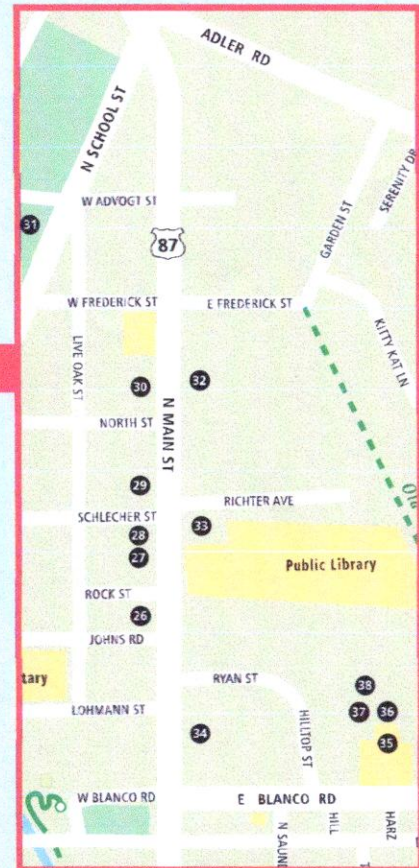 ADLER RD
N SCHOOL ST
SERENITY DR
W ADVOGT ST
31
87
GARDEN ST
W FREDERICK ST
E FREDERICK ST
LIVE OAK ST
KITTY KAT LN
30
32
N MAIN ST
NORTH ST
29
Old
RICHTER AVE
SCHLECHER ST
33
28
27
Public Library
ROCK ST
26
JOHNS RD
tary
RYAN ST
38
LOHMANN ST
37
36
34
HILLTOP ST
35
W BLANCO RD
E BLANCO RD
N SAUN
HILL
HARZ